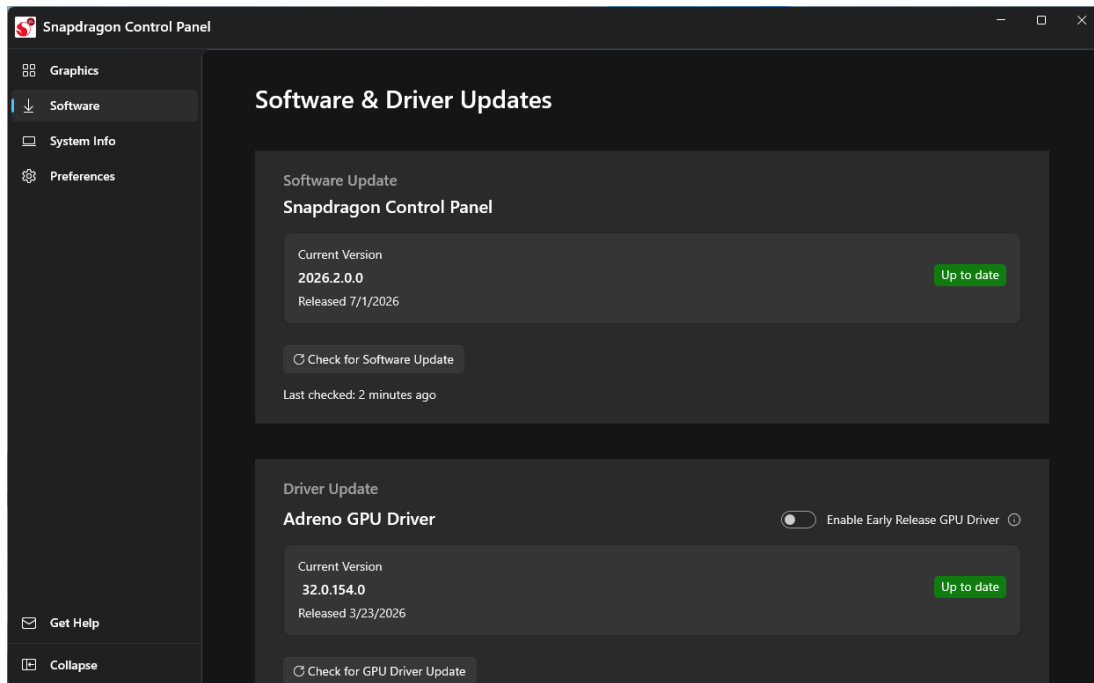 Snapdragon Control Panel
Graphics
Software
System Info
Preferences
Get Help
Collapse
Software & Driver Updates
Software Update
Snapdragon Control Panel
Current Version
2026.2.0.0
Released 7/1/2026
Up to date
Check for Software Update
Last checked: 2 minutes ago
Driver Update
Adreno GPU Driver
Enable Early Release GPU Driver
Current Version
32.0.154.0
Released 3/23/2026
Up to date
Check for GPU Driver Update